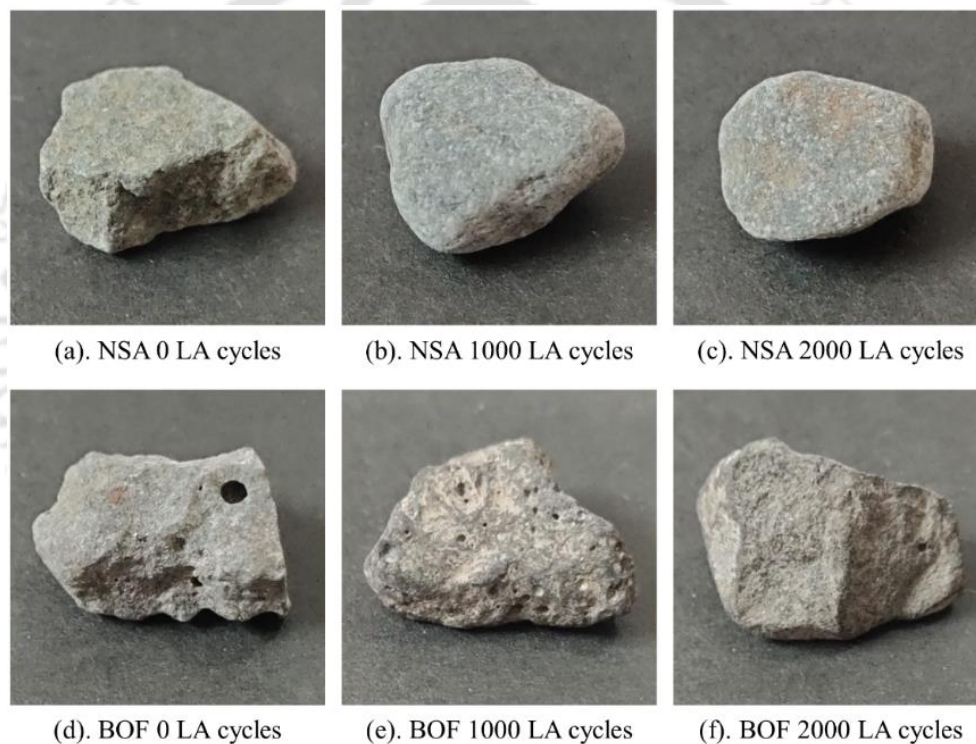 (a). NSA 0 LA cycles
(b). NSA 1000 LA cycles
(c). NSA 2000 LA cycles
(d). BOF 0 LA cycles
(e). BOF 1000 LA cycles
(f). BOF 2000 LA cycles